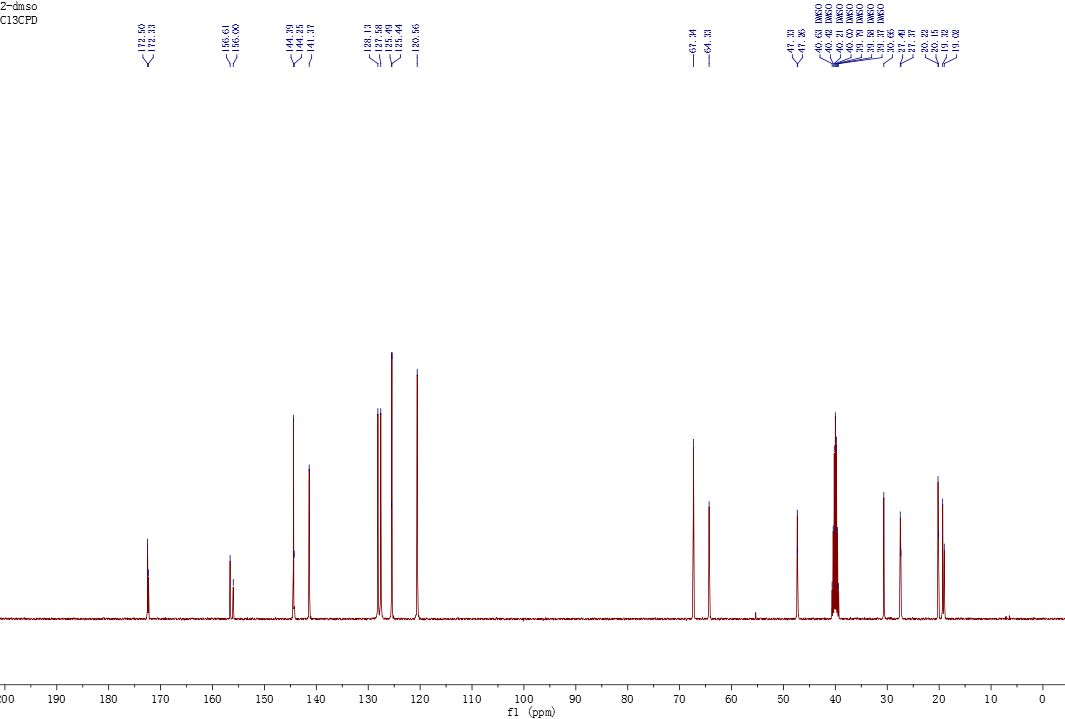 2-dmso
C13CPD
172.50
172.33
156.61
156.00
144.39
144.25
141.37
128.13
127.58
125.49
125.44
120.56
67.34
64.33
47.33
47.26
40.63 DMSO
40.42 DMSO
40.21 DMSO
40.00 DMSO
39.79 DMSO
39.58 DMSO
39.37 DMSO
30.65
27.49
27.37
20.22
20.15
19.32
19.02
200 190 180 170 160 150 140 130 120 110 100 90 80 70 60 50 40 30 20 10 0
f1 (ppm)